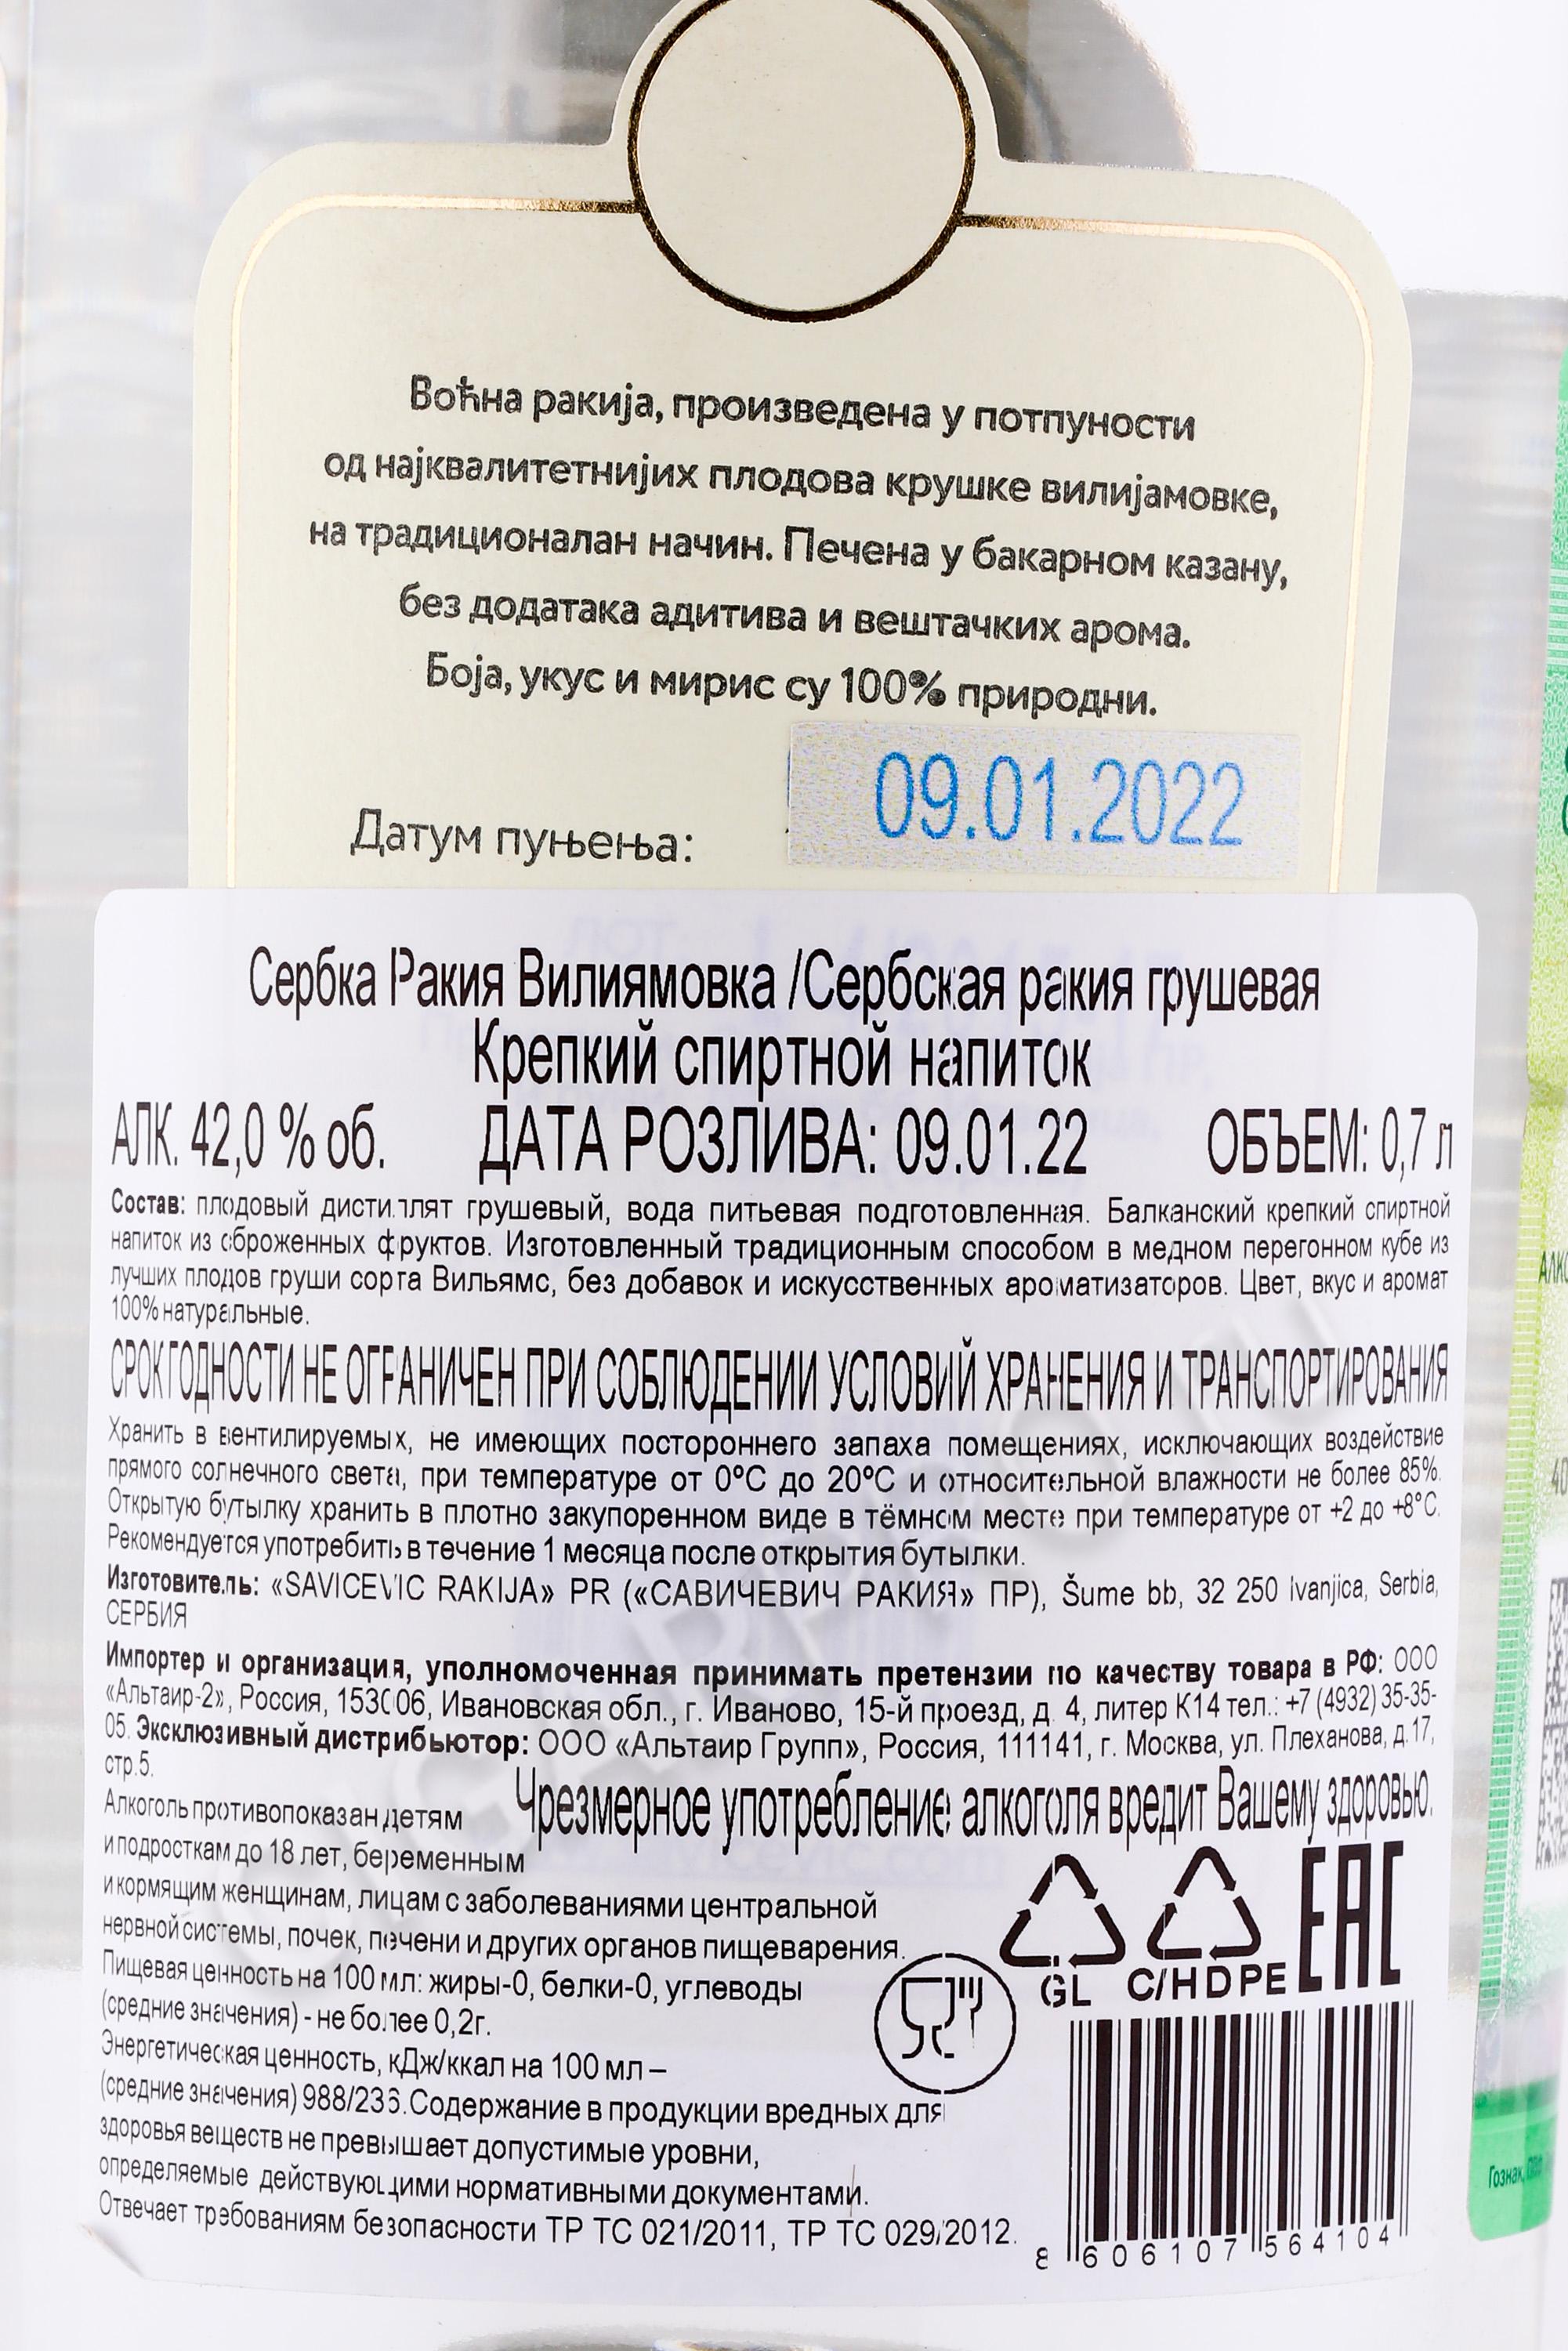 Воћна ракија, произведена у потпуности
од најквалитетнијих плодова крушке вилијамовке,
на традиционалан начин. Печена у бакарном казану,
без додатака адитива и вештачких арома.
Боја, укус и мирис су 100% природни.
Датум пуњења: 09.01.2022
Сербка Ракия Вилиямовка /Сербская ракия грушевая
Крепкий спиртной напиток
АЛК. 42,0 % об. ДАТА РОЗЛИВА: 09.01.22 ОБЪЕМ: 0,7 л
Состав: плодовый дистиллят грушевый, вода питьевая подготовленная. Балканский крепкий спиртной
напиток из сброженных фруктов. Изготовленный традиционным способом в медном перегонном кубе из
лучших плодов груши сорта Вильямс, без добавок и искусственных ароматизаторов. Цвет, вкус и аромат
100% натуральные.
СРОК ГОДНОСТИ НЕ ОГРАНИЧЕН ПРИ СОБЛЮДЕНИИ УСЛОВИЙ ХРАНЕНИЯ И ТРАНСПОРТИРОВАНИЯ
Хранить в вентилируемых, не имеющих постороннего запаха помещениях, исключающих воздействие
прямого солнечного света, при температуре от 0°С до 20°С и относительной влажности не более 85%.
Открытую бутылку хранить в плотно закупоренном виде в тёмном месте при температуре от +2 до +8°С.
Рекомендуется употребить в течение 1 месяца после открытия бутылки.
Изготовитель: «SAVICEVIC RAKIJA» PR («САВИЧЕВИЧ РАКИЯ» ПР), Šume bb, 32 250 Ivanjica, Serbia,
СЕРБИЯ
Импортер и организация, уполномоченная принимать претензии по качеству товара в РФ: ООО
«Альтаир-2», Россия, 153006, Ивановская обл., г. Иваново, 15-й проезд, д. 4, литер К14 тел.: +7 (4932) 35-35-
05. Эксклюзивный дистрибьютор: ООО «Альтаир Групп», Россия, 111141, г. Москва, ул. Плеханова, д.17,
стр.5.
Чрезмерное употребление алкоголя вредит Вашему здоровью.
Алкоголь противопоказан детям
и подросткам до 18 лет, беременным
и кормящим женщинам, лицам с заболеваниями центральной
нервной системы, почек, печени и других органов пищеварения.
Пищевая ценность на 100 мл: жиры-0, белки-0, углеводы
(средние значения) - не более 0,2г.
Энергетическая ценность, кДж/ккал на 100 мл –
(средние значения) 988/236. Содержание в продукции вредных для
здоровья веществ не превышает допустимые уровни,
определяемые действующими нормативными документами.
Отвечает требованиям безопасности ТР ТС 021/2011, ТР ТС 029/2012.
GL C/HDPE EAC
8 606107 564104
Гознак